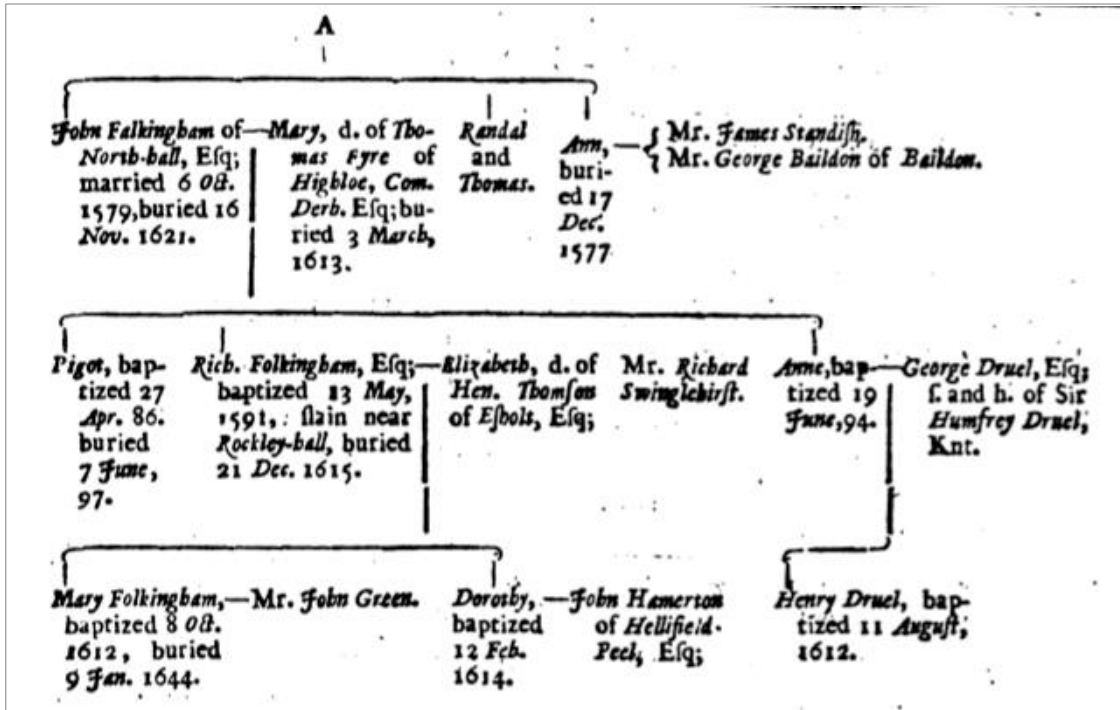 A
John Falkingham of
North-hall, Eſq;
married 6 Oct.
1579, buried 16
Nov. 1621.
Mary, d. of Tho-
mas Fyre of
Highloe, Com.
Derb. Eſq; bu-
ried 3 March,
1613.
Randal
and
Thomas.
Ann,
buri-
ed 17
Dec.
1577
Mr. James Standiſh.
Mr. George Baildon of Baildon.
Pigot, bap-
tized 27
Apr. 86.
buried
7 June,
97.
Rich. Folkingham, Eſq;
baptized 13 May,
1591, ſlain near
Rockley-hall, buried
21 Dec. 1615.
Elizabeth, d. of
Hen. Thomſon
of Eſholt, Eſq;
Mr. Richard
Swinglehirſt.
Anne, bap-
tized 19
June, 94.
George Druel, Eſq;
ſ. and h. of Sir
Humfrey Druel,
Knt.
Mary Folkingham,
baptized 8 Oct.
1612, buried
9 Jan. 1644.
Mr. John Green.
Dorothy,
baptized
12 Feb.
1614.
John Hamerton
of Hellifield-
Peel, Eſq;
Henry Druel, bap-
tized 11 Auguſt,
1612.